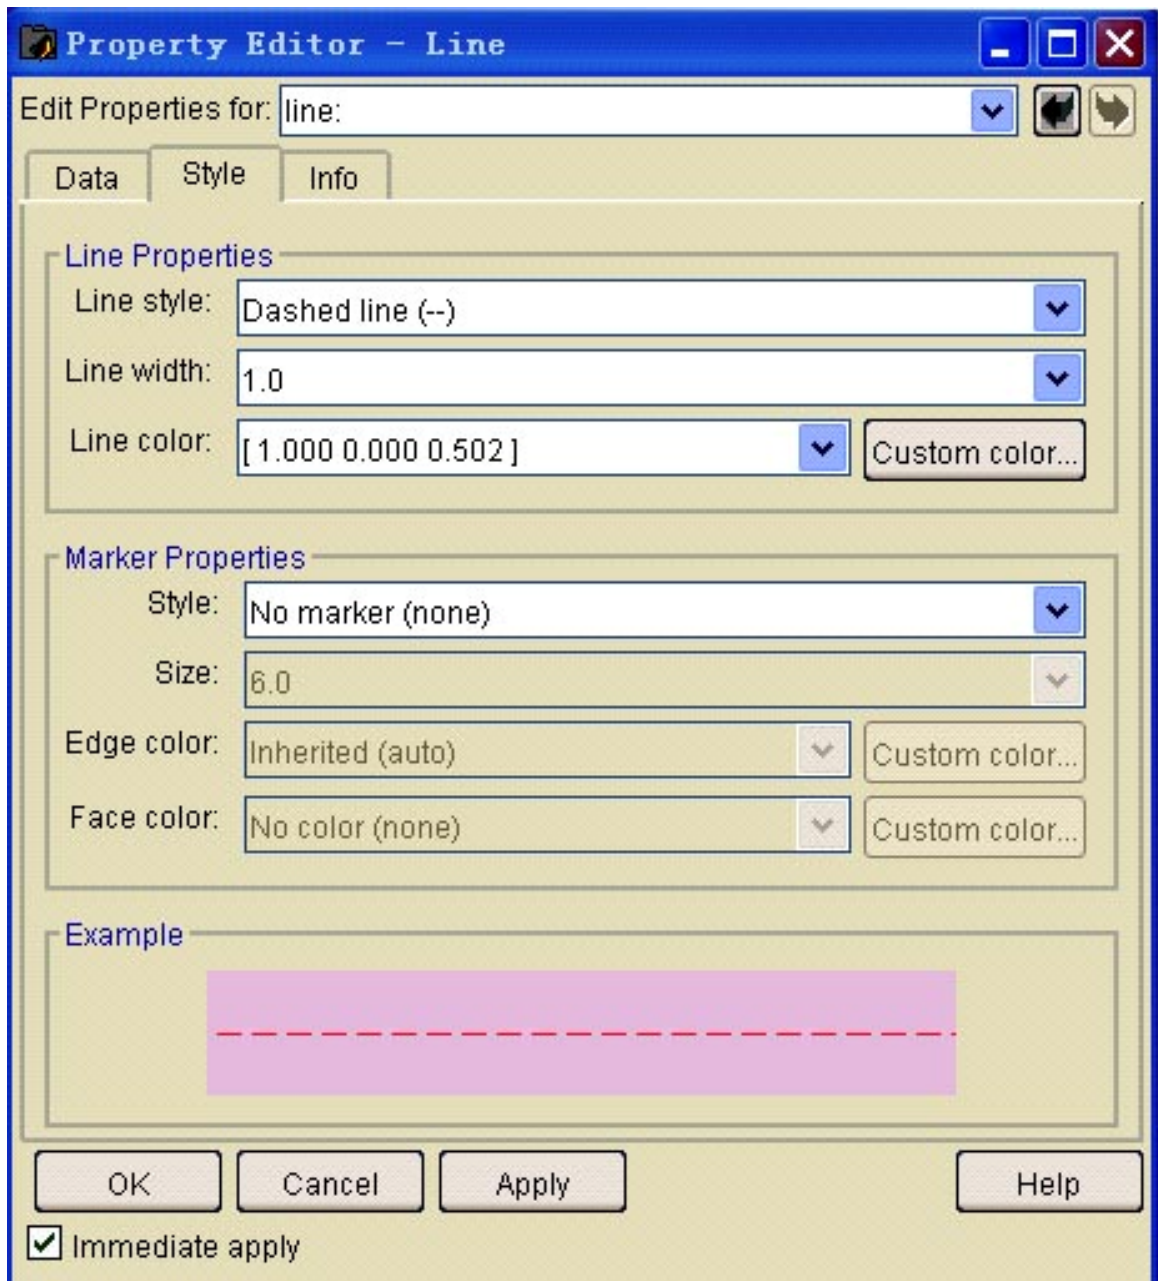 Property Editor - Line
Edit Properties for: line:
Data Style Info
Line Properties
Line style: Dashed line (--)
Line width: 1.0
Line color: [ 1.000 0.000 0.502 ] Custom color...
Marker Properties
Style: No marker (none)
Size: 6.0
Edge color: Inherited (auto) Custom color...
Face color: No color (none) Custom color...
Example
OK Cancel Apply Help
Immediate apply